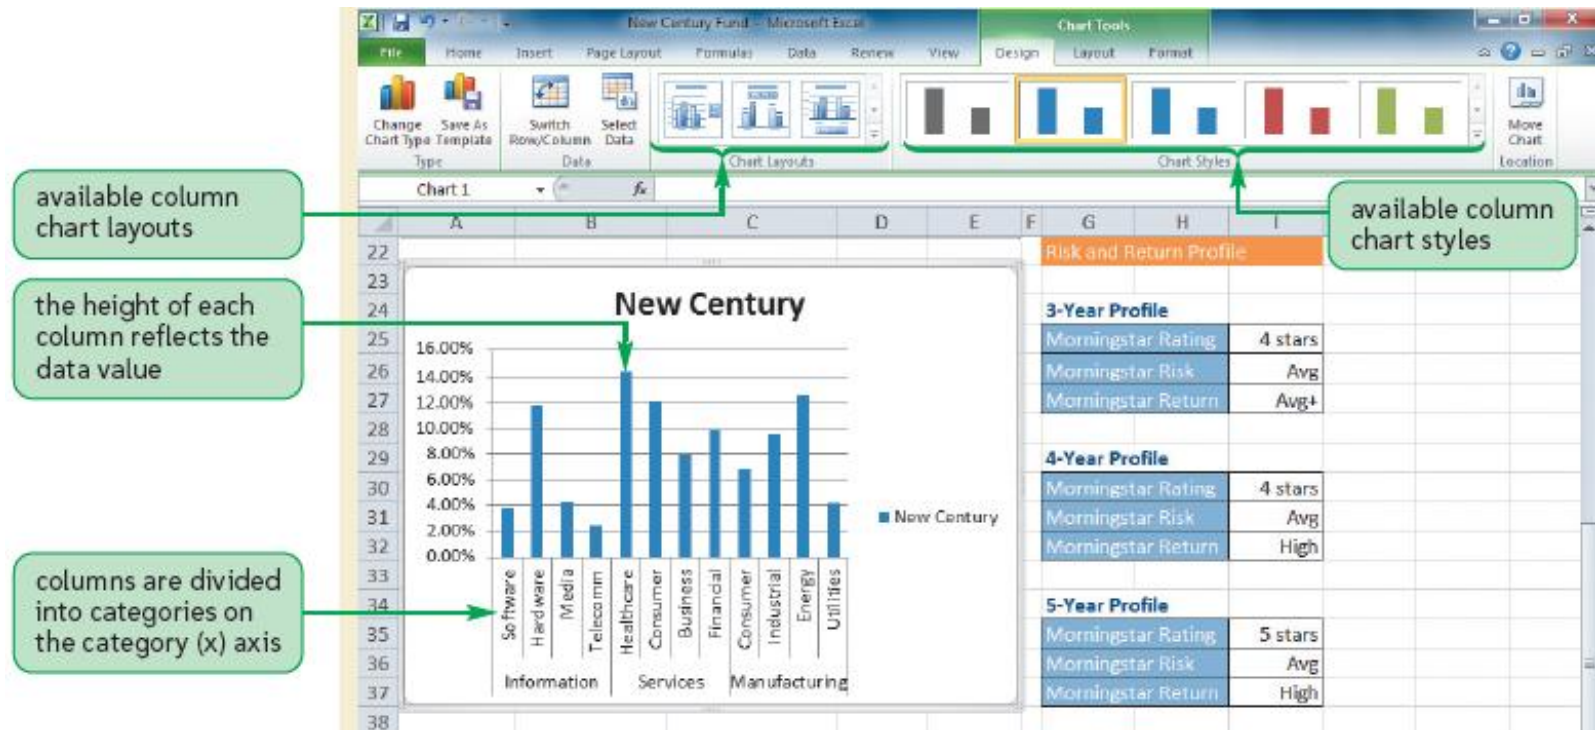 New Century Fund - Microsoft Excel
Chart Tools
File Home Insert Page Layout Formulas Data Review View Design Layout Format
Change Chart Type
Save As Template
Switch Row/Column
Select Data
Move Chart
Type Data Chart Layouts Chart Styles Location
Chart 1 fx
available column
chart layouts
available column
chart styles
A B C D E F G H I
22 Risk and Return Profile
23
the height of each
column reflects the
data value
New Century
24 3-Year Profile
25 Morningstar Rating 4 stars
26 Morningstar Risk Avg
27 Morningstar Return Avg+
28
29 4-Year Profile
30 Morningstar Rating 4 stars
31 Morningstar Risk Avg
32 Morningstar Return High
33
34 5-Year Profile
35 Morningstar Rating 5 stars
36 Morningstar Risk Avg
37 Morningstar Return High
38
16.00%
14.00%
12.00%
10.00%
8.00%
6.00%
4.00%
2.00%
0.00%
New Century
columns are divided
into categories on
the category (x) axis
Software
Hardware
Media
Telecomm
Healthcare
Consumer
Business
Financial
Consumer
Industrial
Energy
Utilities
Information Services Manufacturing